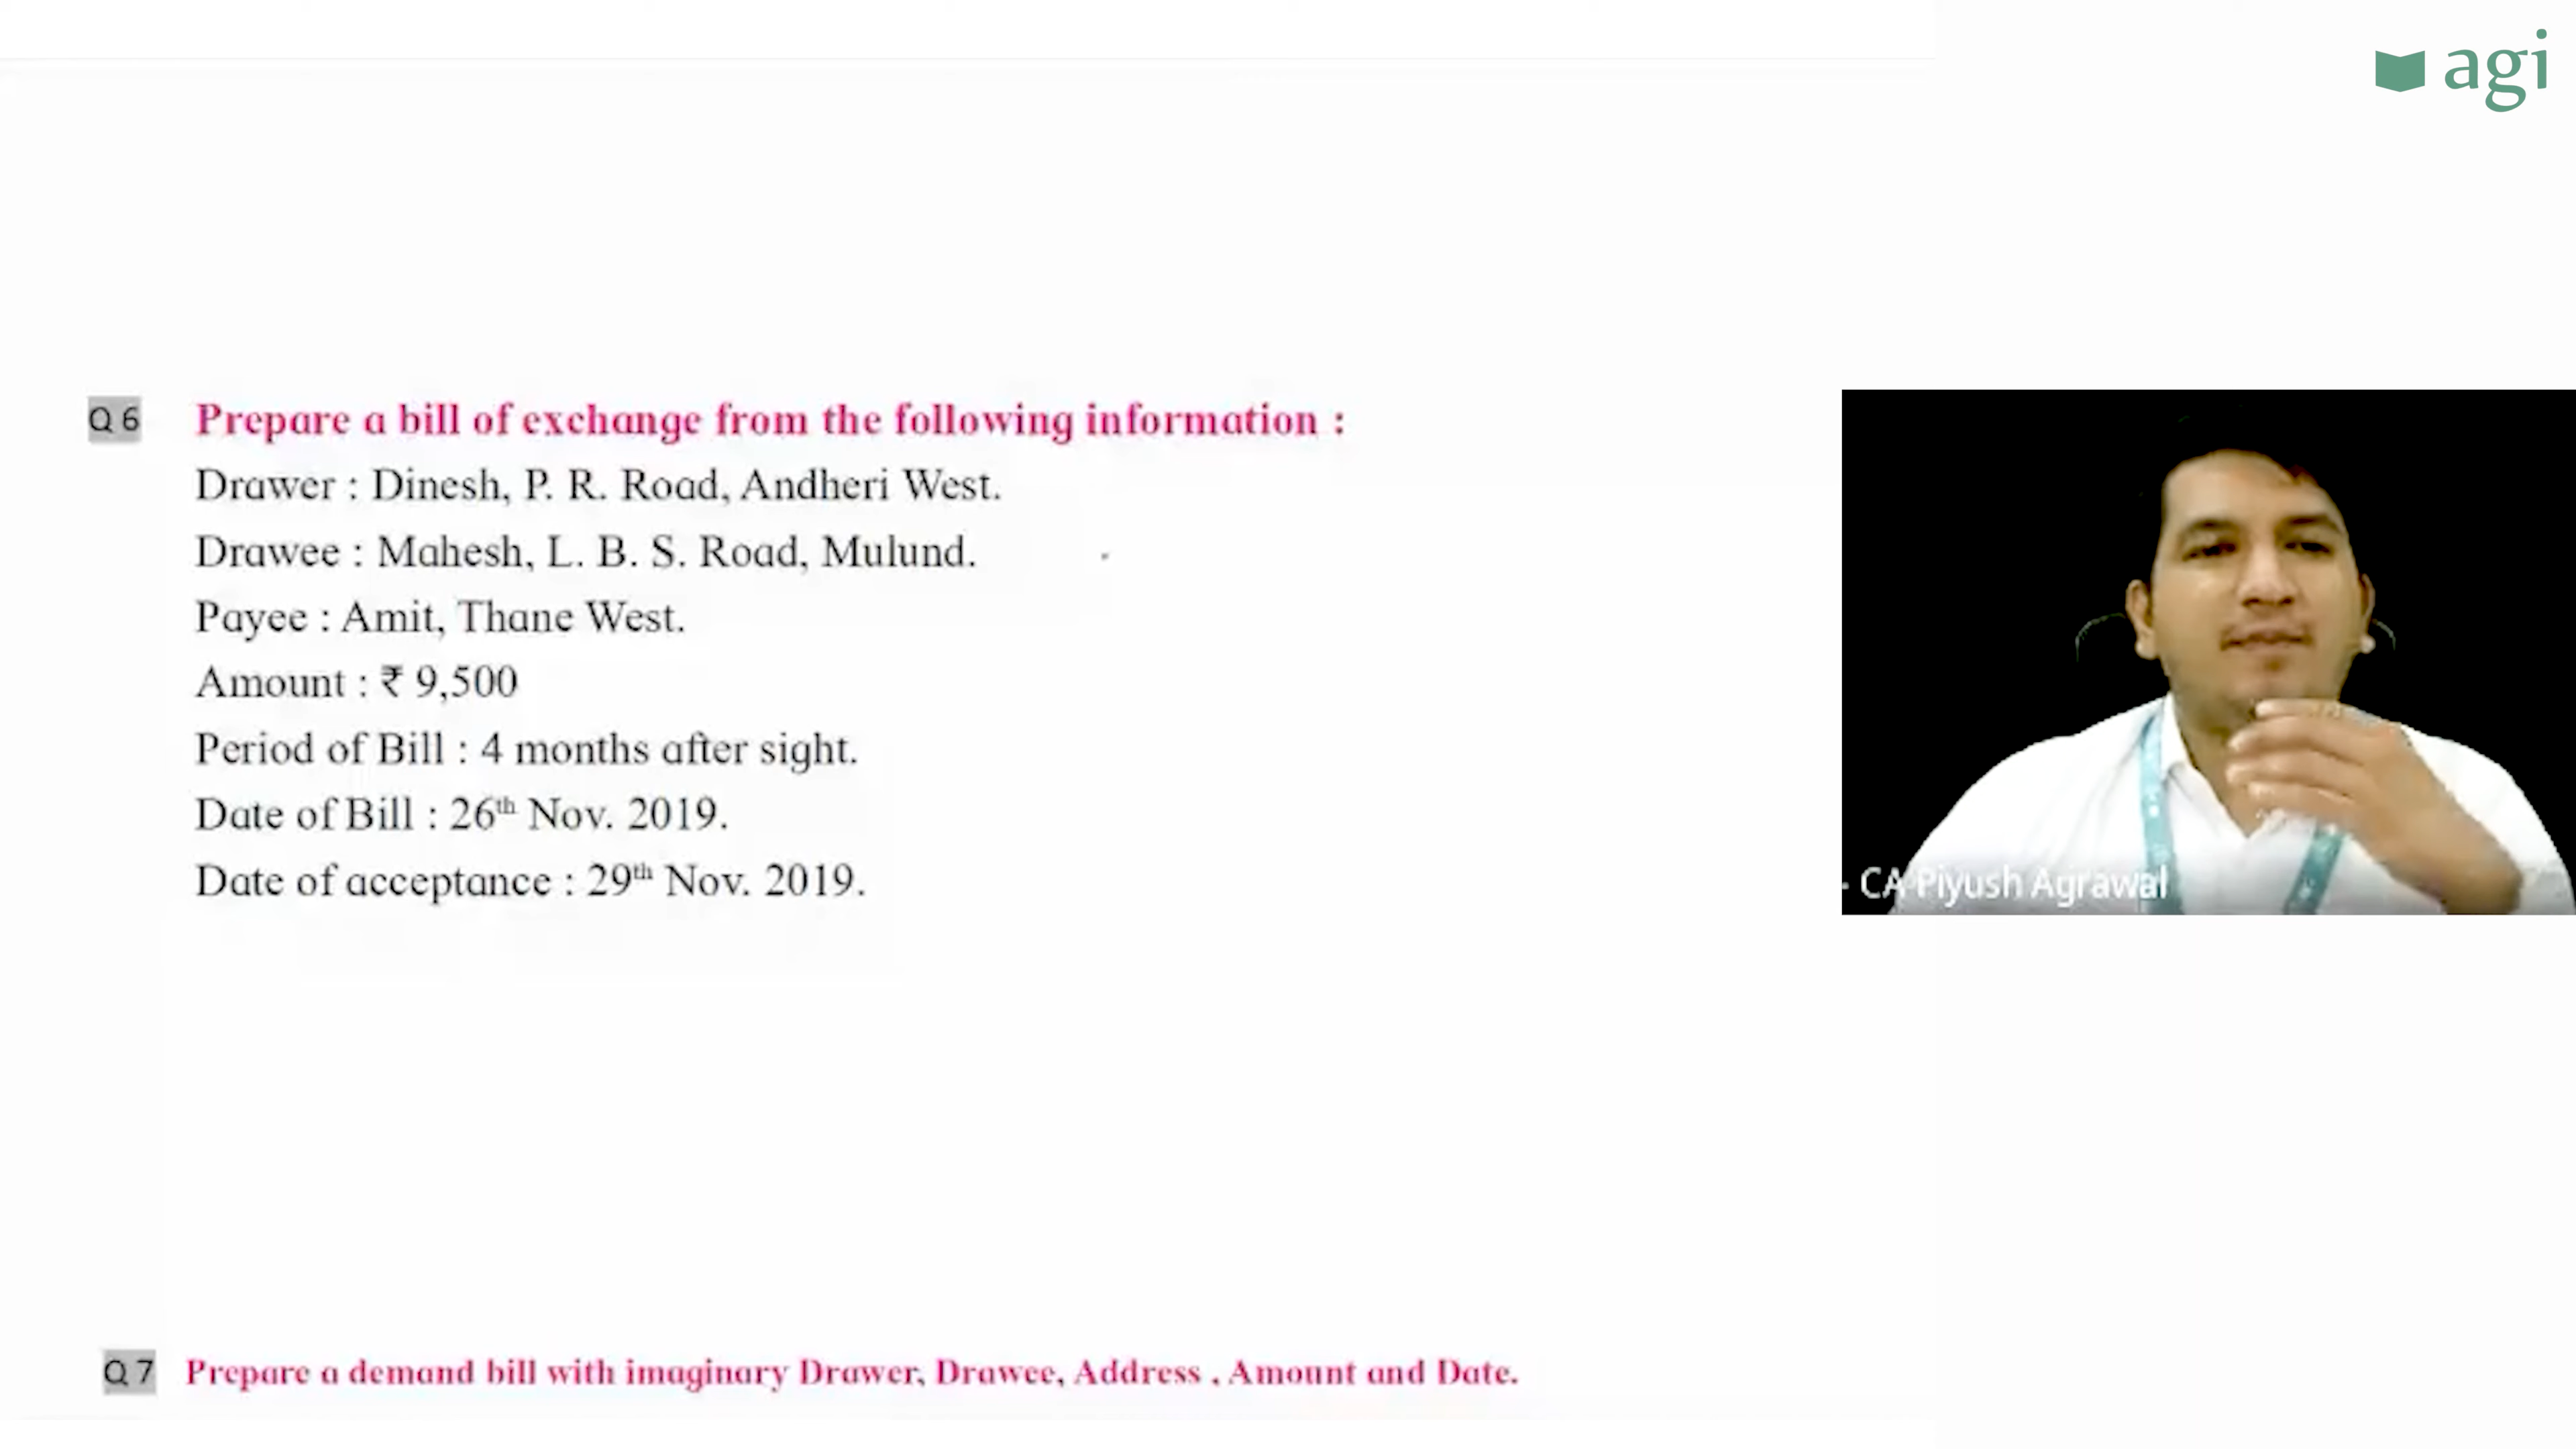 agi
Q 6 Prepare a bill of exchange from the following information :
Drawer : Dinesh, P. R. Road, Andheri West.
Drawee : Mahesh, L. B. S. Road, Mulund.
Payee : Amit, Thane West.
Amount : ₹ 9,500
Period of Bill : 4 months after sight.
Date of Bill : 26th Nov. 2019.
Date of acceptance : 29th Nov. 2019.
- CA Piyush Agrawal
Q 7 Prepare a demand bill with imaginary Drawer, Drawee, Address , Amount and Date.